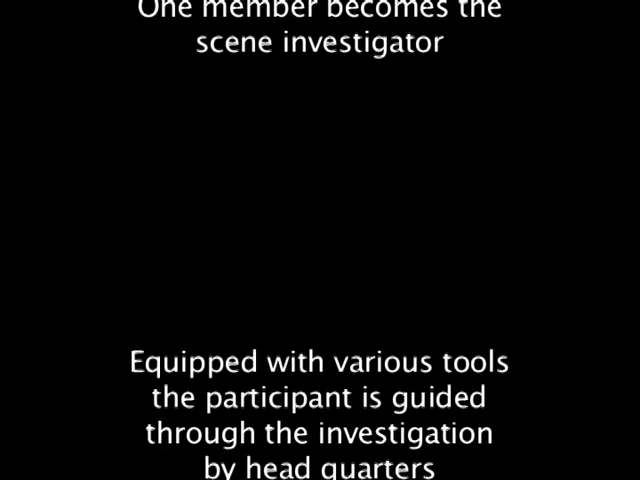 One member becomes the
scene investigator
Equipped with various tools
the participant is guided
through the investigation
by head quarters